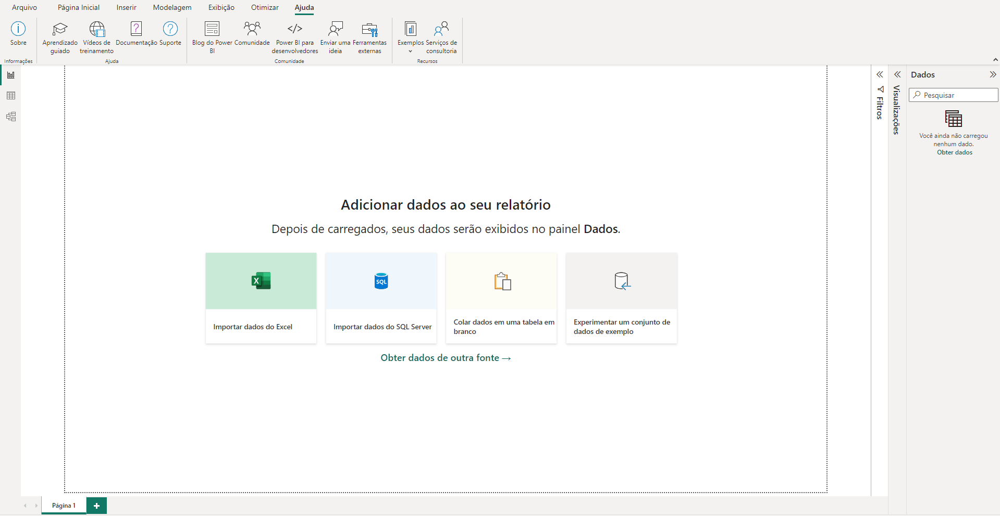 Arquivo Página Inicial Inserir Modelagem Exibição Otimizar Ajuda
Sobre
Informações
Aprendizado
guiado
Vídeos de
treinamento
Documentação
Suporte
Ajuda
Blog do Power
BI
Comunidade
Power BI para
desenvolvedores
Enviar uma
ideia
Ferramentas
externas
Comunidade
Exemplos
Serviços de
consultoria
Recursos
Adicionar dados ao seu relatório
Depois de carregados, seus dados serão exibidos no painel Dados.
X
Importar dados do Excel
SQL
Importar dados do SQL Server
Colar dados em uma tabela em
branco
Experimentar um conjunto de
dados de exemplo
Obter dados de outra fonte →
Filtros
Visualizações
Dados
Pesquisar
Você ainda não carregou
nenhum dado.
Obter dados
Página 1